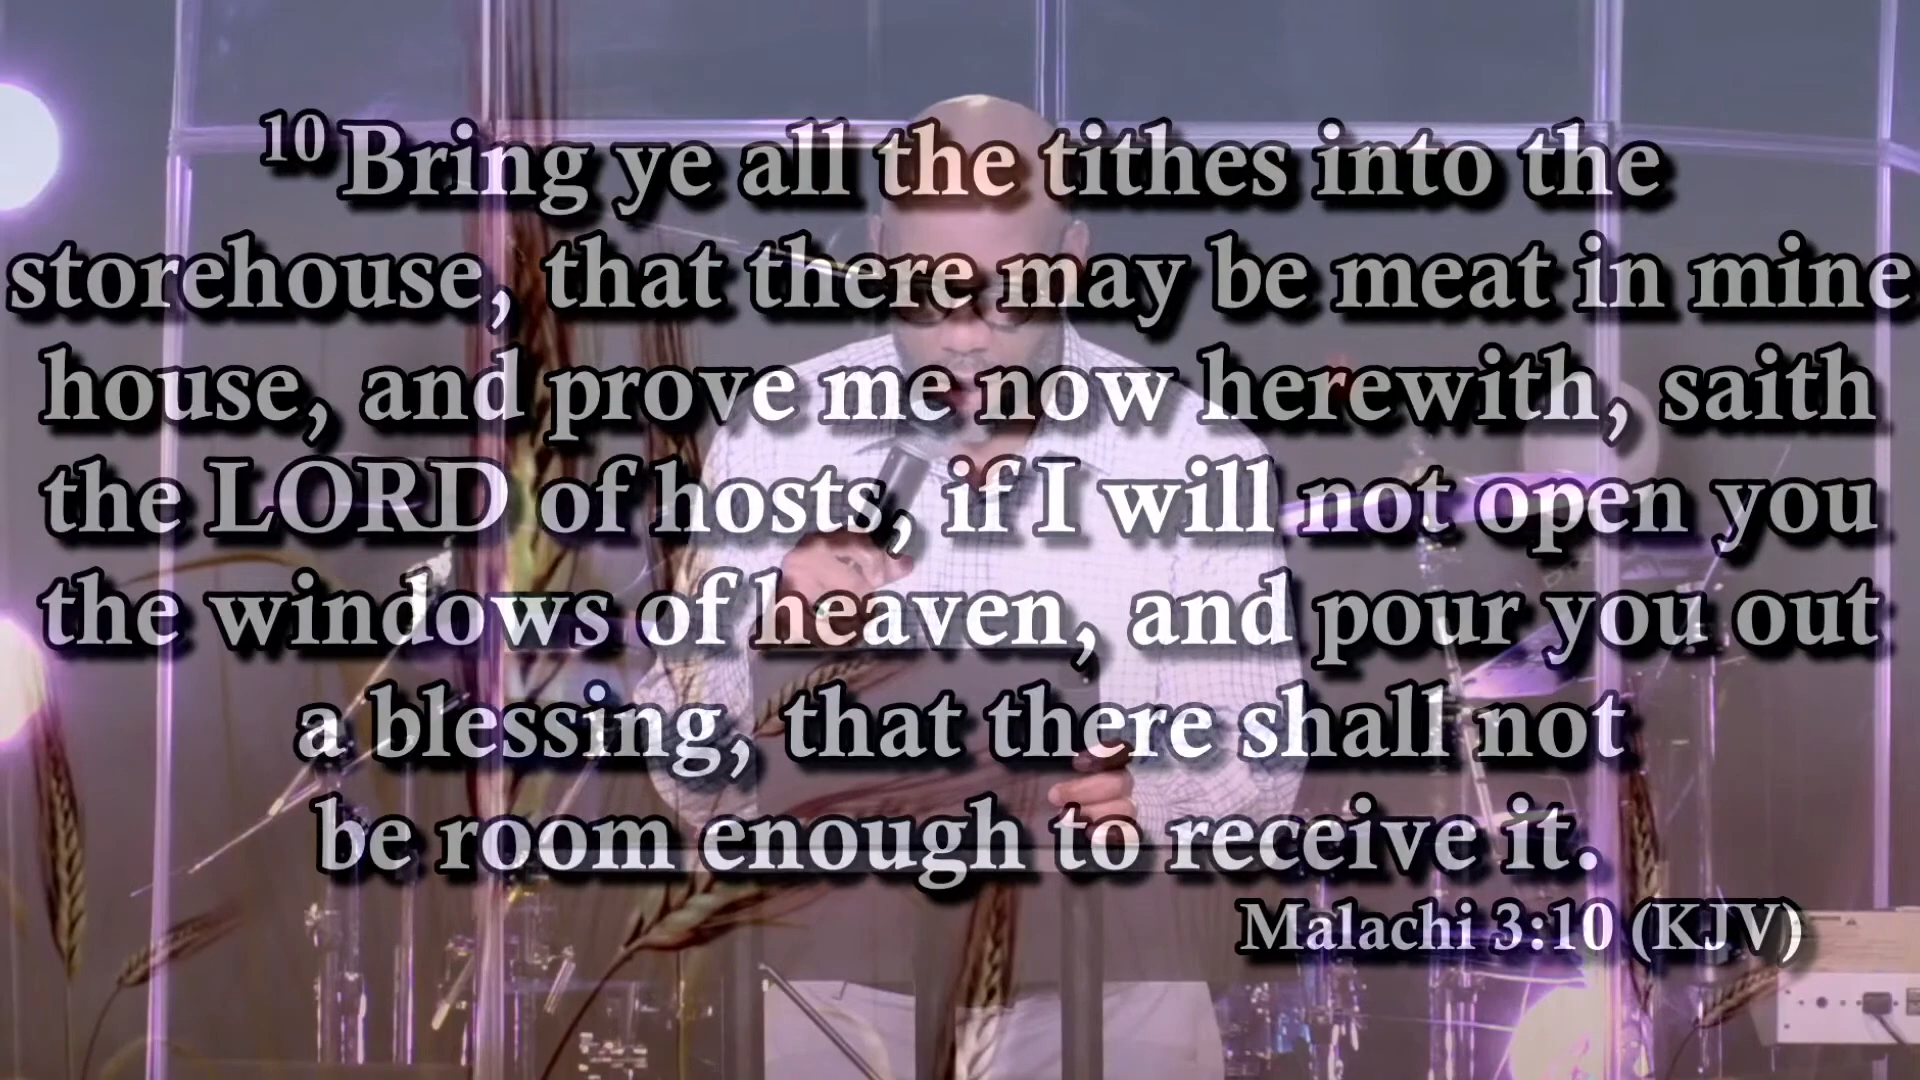 10 Bring ye all the tithes into the
storehouse, that there may be meat in mine
house, and prove me now herewith, saith
the LORD of hosts, if I will not open you
the windows of heaven, and pour you out
a blessing, that there shall not
be room enough to receive it.
Malachi 3:10 (KJV)